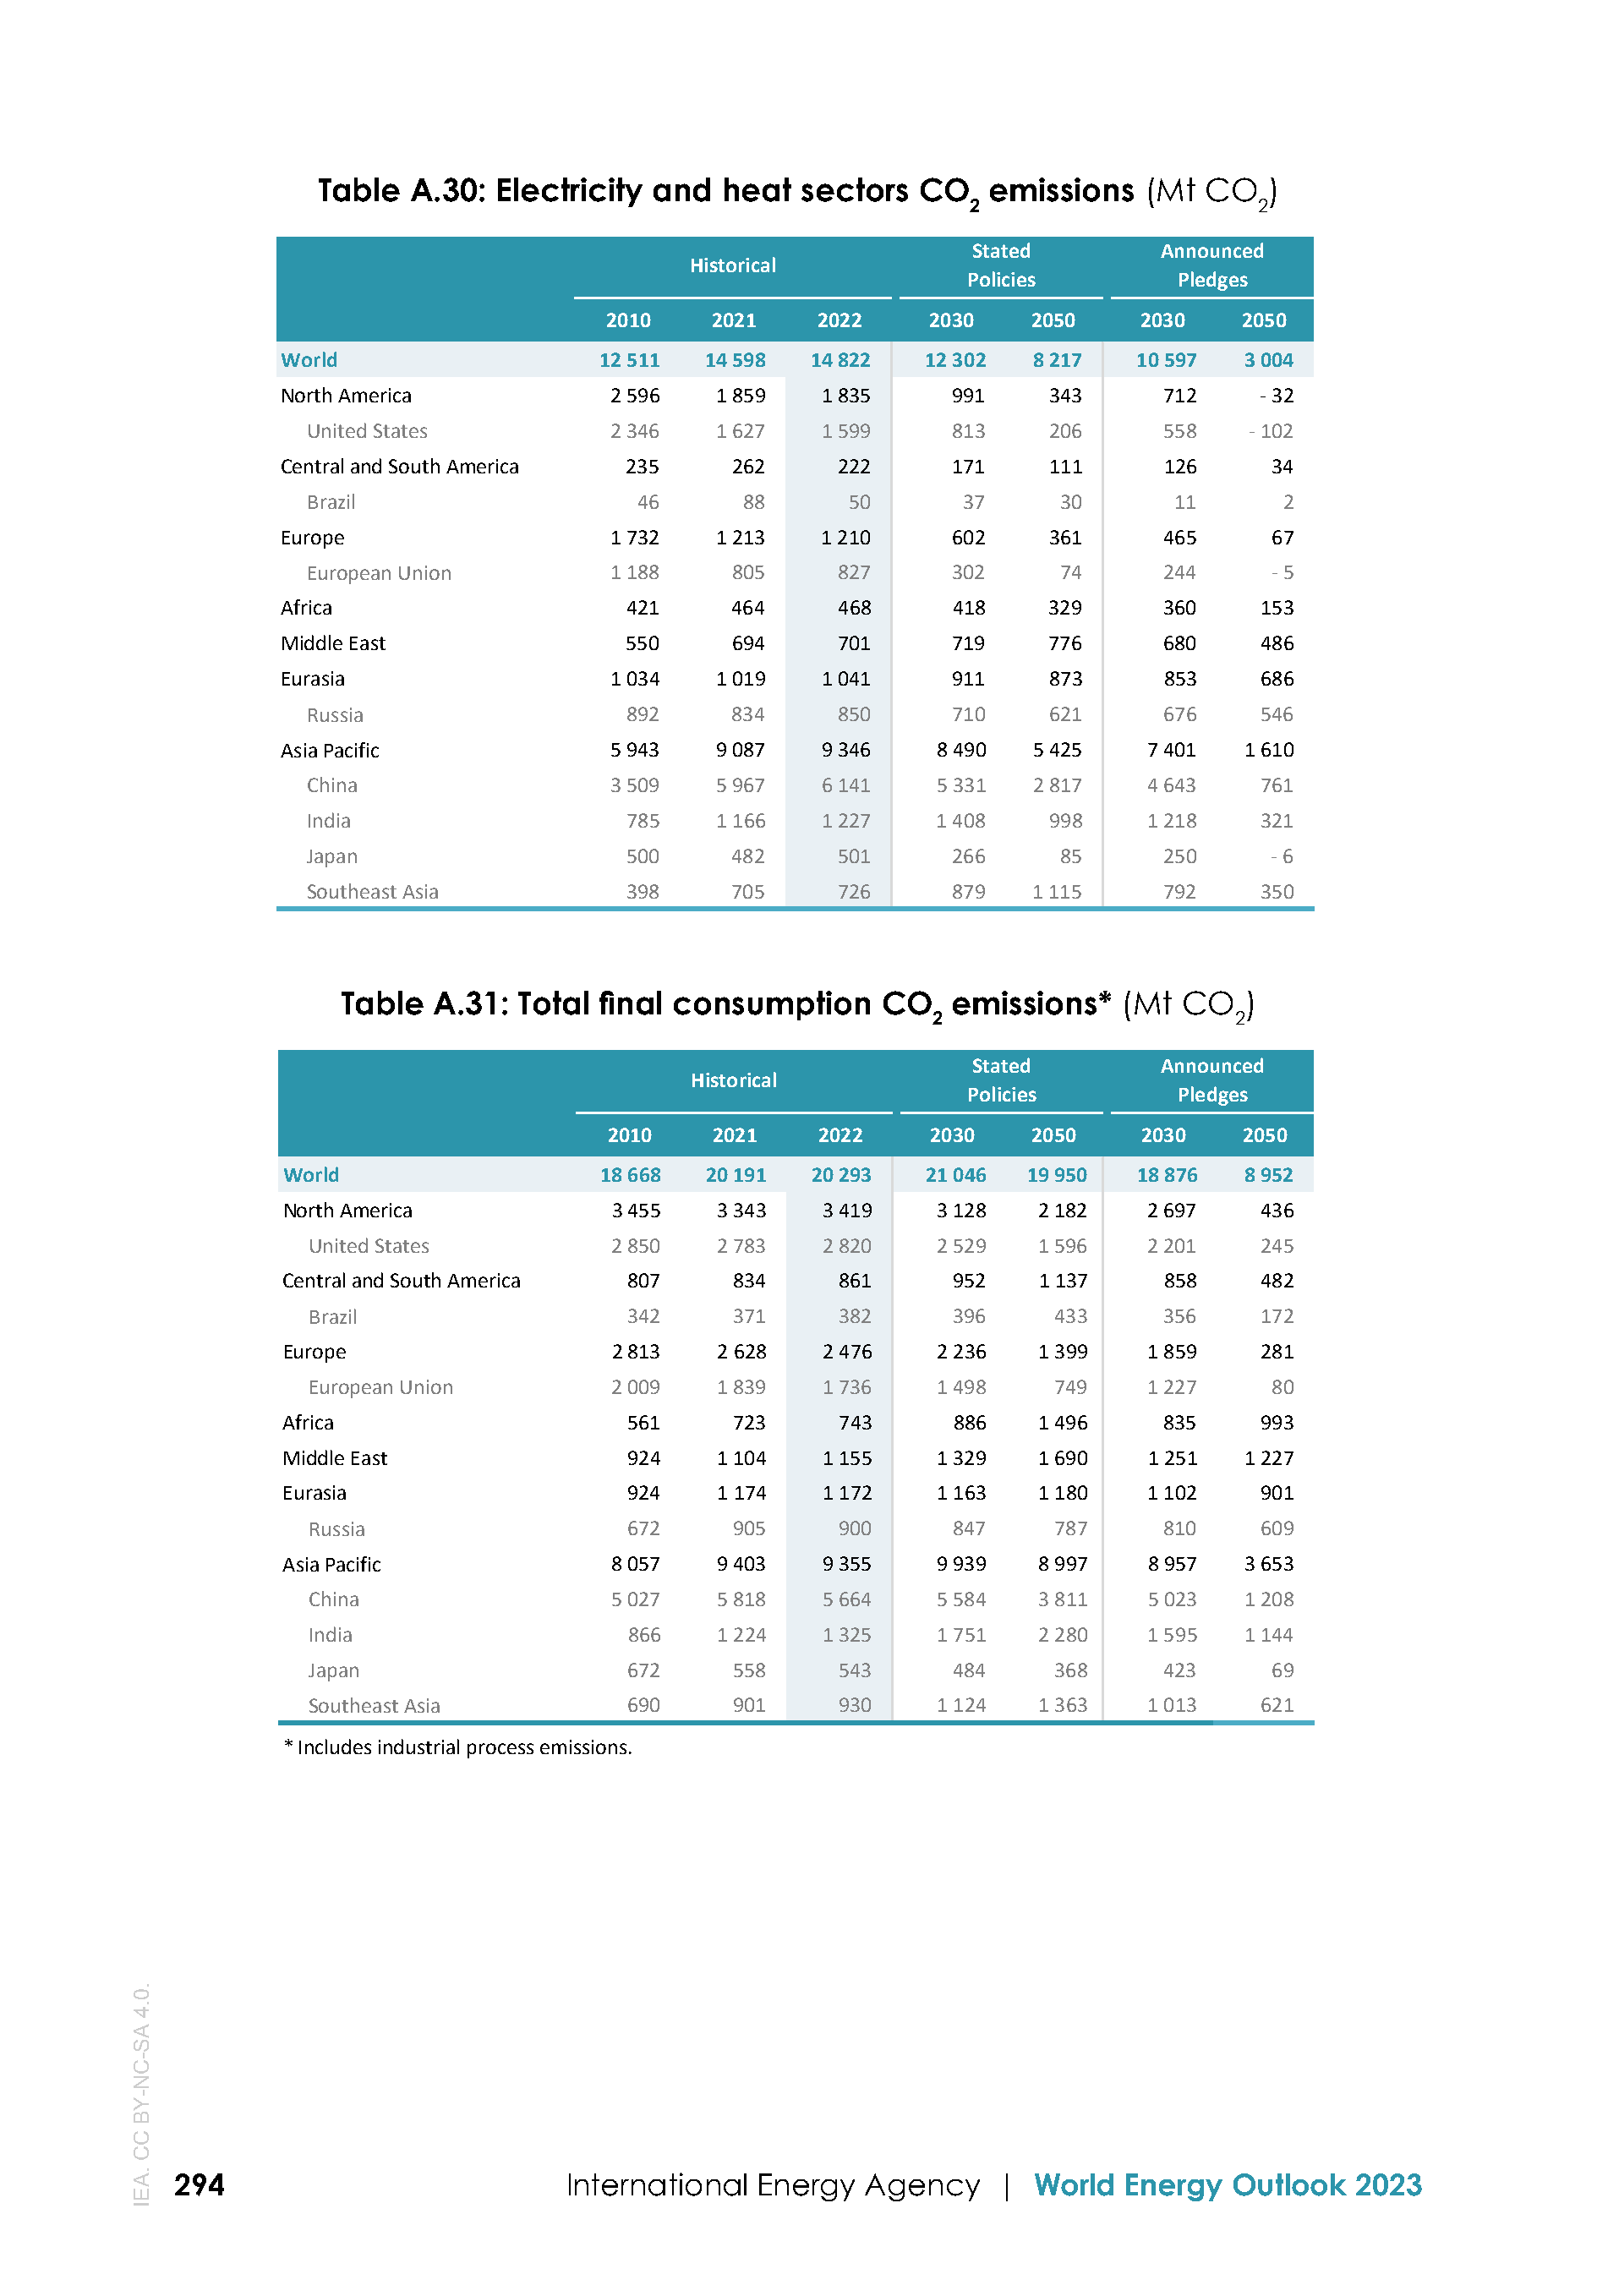 Table A.30: Electricity and heat sectors CO₂ emissions (Mt CO₂)
Historical Stated Policies Announced Pledges
2010 2021 2022 2030 2050 2030 2050
World 12 511 14 598 14 822 12 302 8 217 10 597 3 004
North America 2 596 1 859 1 835 991 343 712 - 32
United States 2 346 1 627 1 599 813 206 558 - 102
Central and South America 235 262 222 171 111 126 34
Brazil 46 88 50 37 30 11 2
Europe 1 732 1 213 1 210 602 361 465 67
European Union 1 188 805 827 302 74 244 - 5
Africa 421 464 468 418 329 360 153
Middle East 550 694 701 719 776 680 486
Eurasia 1 034 1 019 1 041 911 873 853 686
Russia 892 834 850 710 621 676 546
Asia Pacific 5 943 9 087 9 346 8 490 5 425 7 401 1 610
China 3 509 5 967 6 141 5 331 2 817 4 643 761
India 785 1 166 1 227 1 408 998 1 218 321
Japan 500 482 501 266 85 250 - 6
Southeast Asia 398 705 726 879 1 115 792 350
Table A.31: Total final consumption CO₂ emissions* (Mt CO₂)
Historical Stated Policies Announced Pledges
2010 2021 2022 2030 2050 2030 2050
World 18 668 20 191 20 293 21 046 19 950 18 876 8 952
North America 3 455 3 343 3 419 3 128 2 182 2 697 436
United States 2 850 2 783 2 820 2 529 1 596 2 201 245
Central and South America 807 834 861 952 1 137 858 482
Brazil 342 371 382 396 433 356 172
Europe 2 813 2 628 2 476 2 236 1 399 1 859 281
European Union 2 009 1 839 1 736 1 498 749 1 227 80
Africa 561 723 743 886 1 496 835 993
Middle East 924 1 104 1 155 1 329 1 690 1 251 1 227
Eurasia 924 1 174 1 172 1 163 1 180 1 102 901
Russia 672 905 900 847 787 810 609
Asia Pacific 8 057 9 403 9 355 9 939 8 997 8 957 3 653
China 5 027 5 818 5 664 5 584 3 811 5 023 1 208
India 866 1 224 1 325 1 751 2 280 1 595 1 144
Japan 672 558 543 484 368 423 69
Southeast Asia 690 901 930 1 124 1 363 1 013 621
* Includes industrial process emissions.
IEA. CC BY-NC-SA 4.0.
294 International Energy Agency | World Energy Outlook 2023